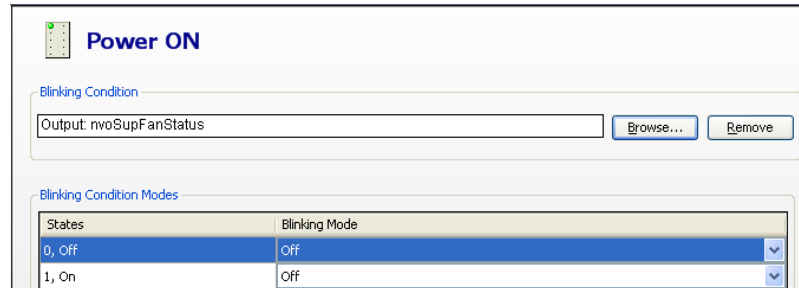 Power ON
Blinking Condition
Output: nvoSupFanStatus
Browse...
Remove
Blinking Condition Modes
States Blinking Mode
0, Off Off
1, On Off